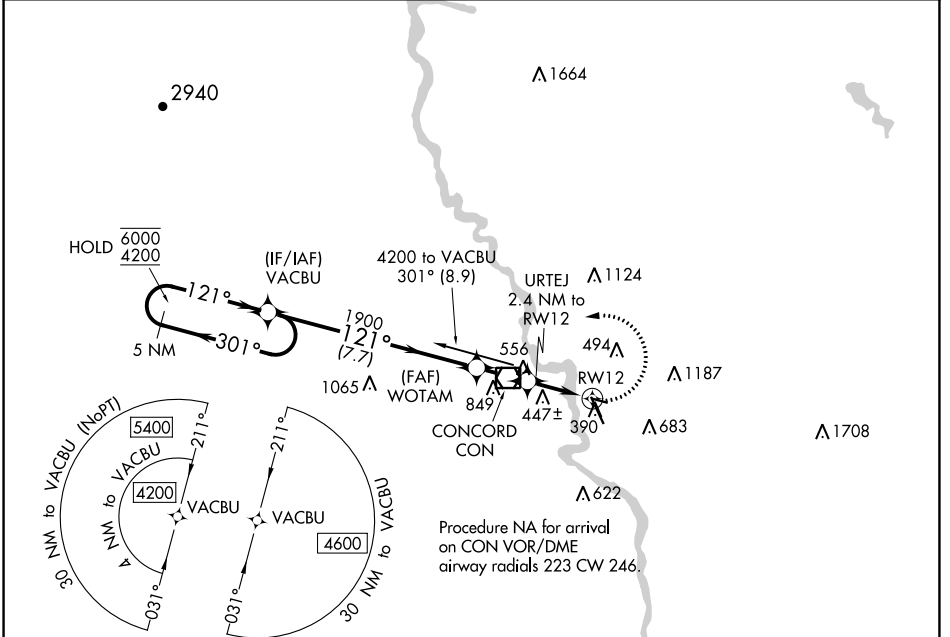 1664
2940
HOLD 6000
4200
(IF/IAF)
VACBU
4200 to VACBU
301° (8.9)
URTEJ
2.4 NM to
RW12
1124
121°
301°
5 NM
1900
121°
(7.7)
556
494
1065
(FAF)
WOTAM
849
CONCORD
CON
447±
RW12
390
1187
683
1708
622
30 NM to VACBU (NoPT)
5400
211°
4 NM to VACBU
4200
VACBU
031°
211°
VACBU
4600
30 NM to VACBU
031°
Procedure NA for arrival
on CON VOR/DME
airway radials 223 CW 246.